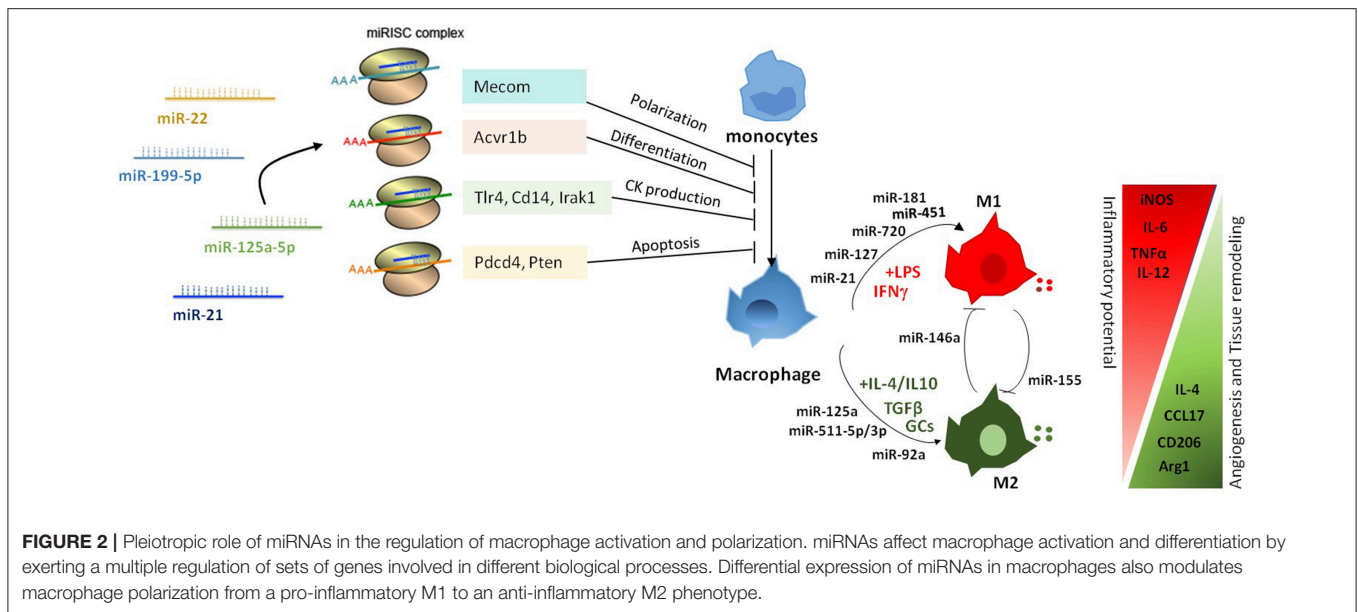 miRISC complex
miR-22
miR-199-5p
miR-125a-5p
miR-21
AAA
AAA
AAA
AAA
Mecom
Acvr1b
Tlr4, Cd14, Irak1
Pdcd4, Pten
Polarization
Differentiation
CK production
Apoptosis
monocytes
Macrophage
miR-181
miR-451
miR-720
miR-127
miR-21
+LPS
IFNγ
M1
miR-146a
miR-155
+IL-4/IL10
TGFβ
GCs
miR-125a
miR-511-5p/3p
miR-92a
M2
Inflammatory potential
iNOS
IL-6
TNFα
IL-12
IL-4
CCL17
CD206
Arg1
Angiogenesis and Tissue remodeling
FIGURE 2 | Pleiotropic role of miRNAs in the regulation of macrophage activation and polarization. miRNAs affect macrophage activation and differentiation by
exerting a multiple regulation of sets of genes involved in different biological processes. Differential expression of miRNAs in macrophages also modulates
macrophage polarization from a pro-inflammatory M1 to an anti-inflammatory M2 phenotype.